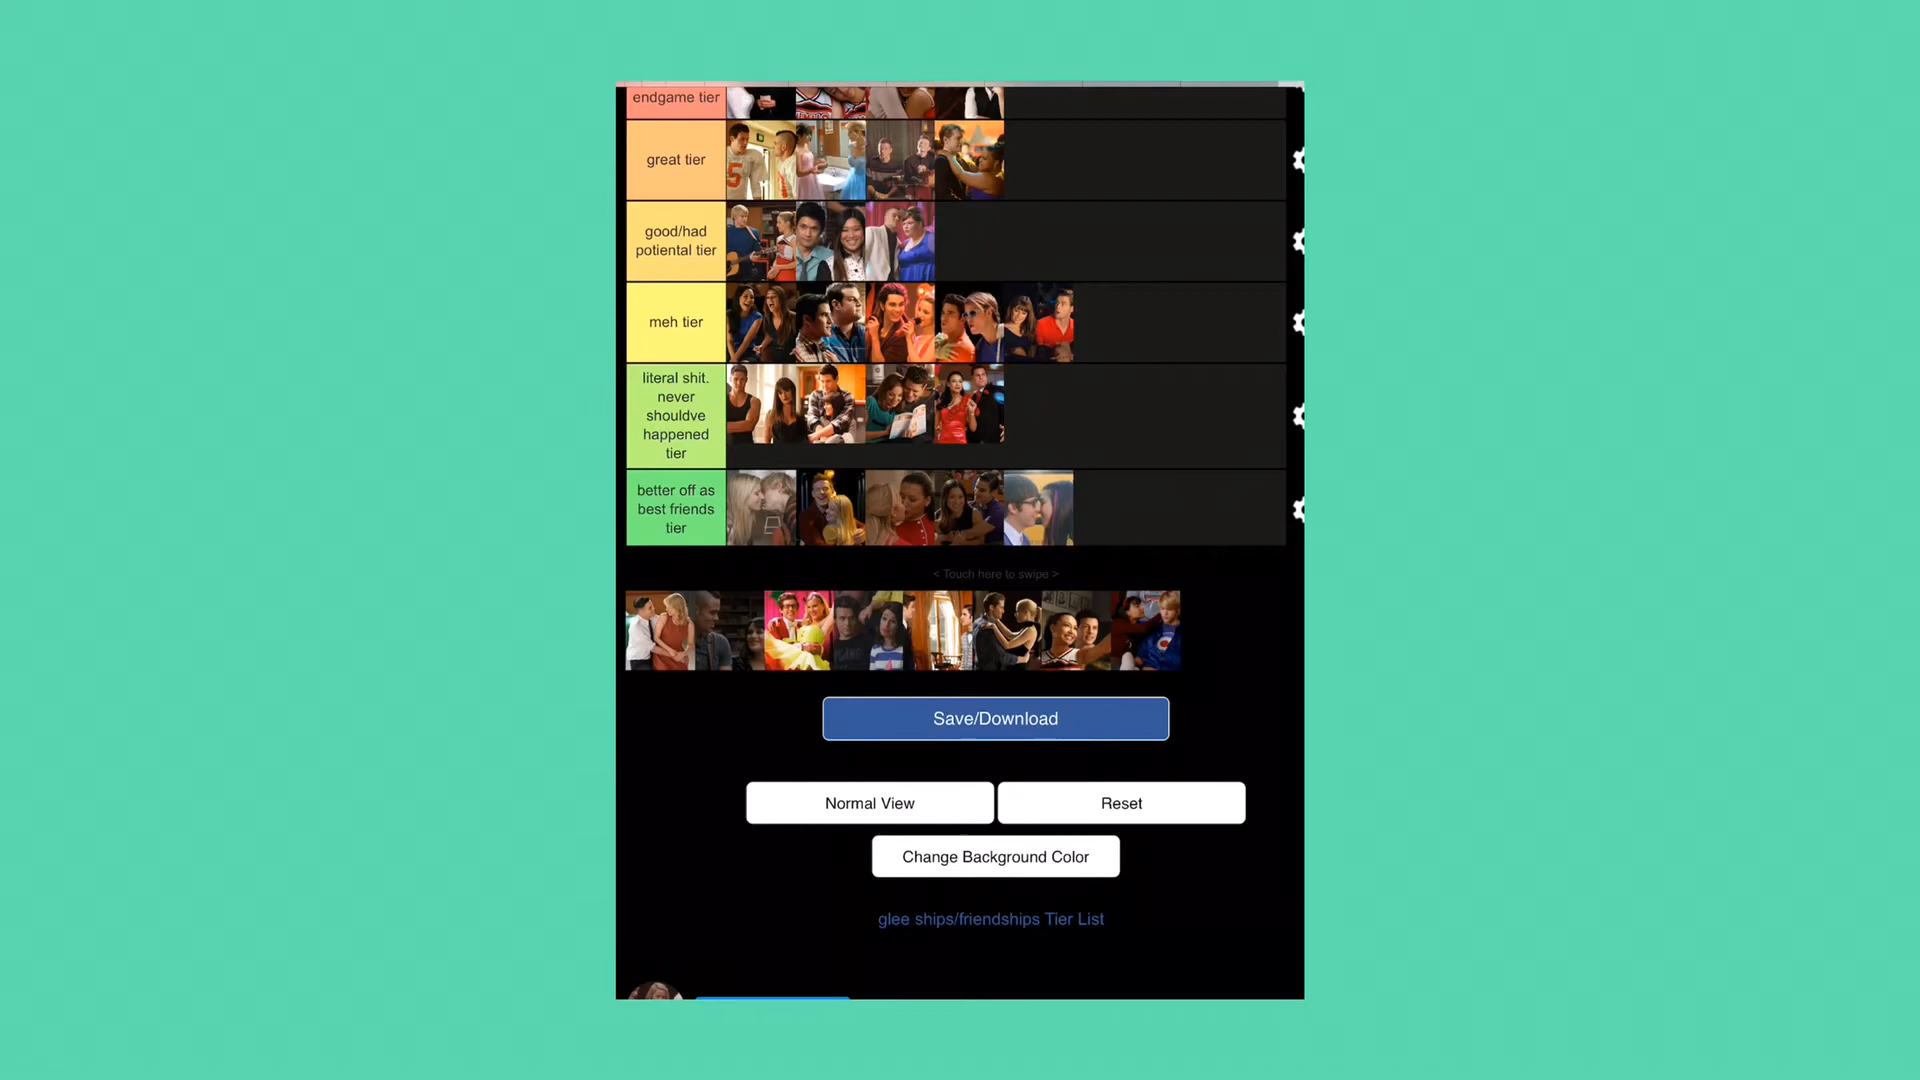 endgame tier
great tier
good/had
potiental tier
meh tier
literal shit.
never
shouldve
happened
tier
better off as
best friends
tier
< Touch here to swipe >
Save/Download
Normal View
Reset
Change Background Color
glee ships/friendships Tier List